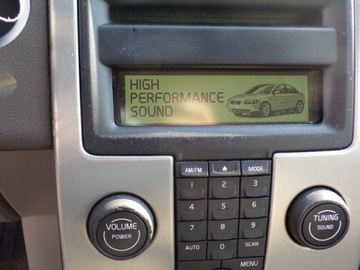 HIGH
PERFORMANCE
SOUND
AM/FM
MODE
1 2 3
4 5 6
7 8 9
AUTO 0 SCAN
MENU
VOLUME
POWER
TUNING
SOUND